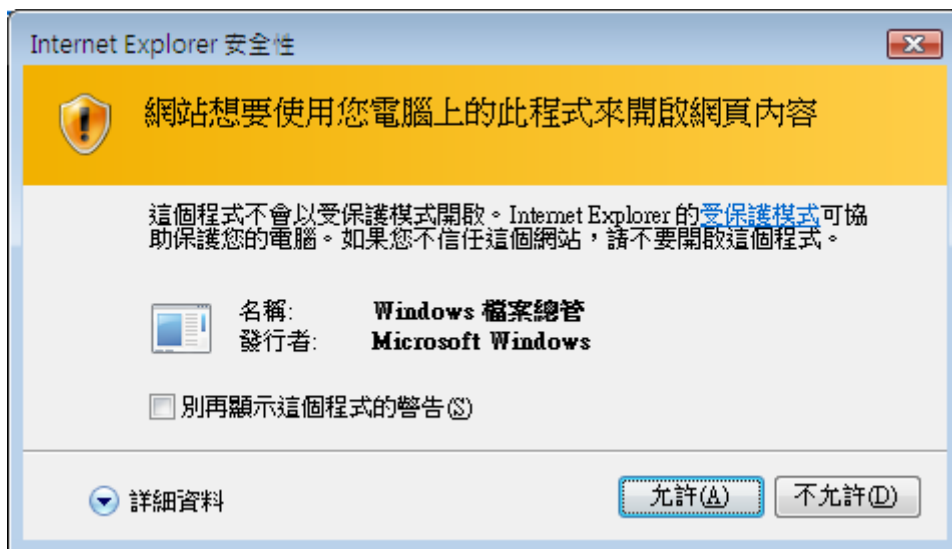 Internet Explorer 安全性
網站想要使用您電腦上的此程式來開啟網頁內容
這個程式不會以受保護模式開啟。Internet Explorer 的受保護模式可協
助保護您的電腦。如果您不信任這個網站，請不要開啟這個程式。
名稱: Windows 檔案總管
發行者: Microsoft Windows
別再顯示這個程式的警告(S)
詳細資料 允許(A) 不允許(D)